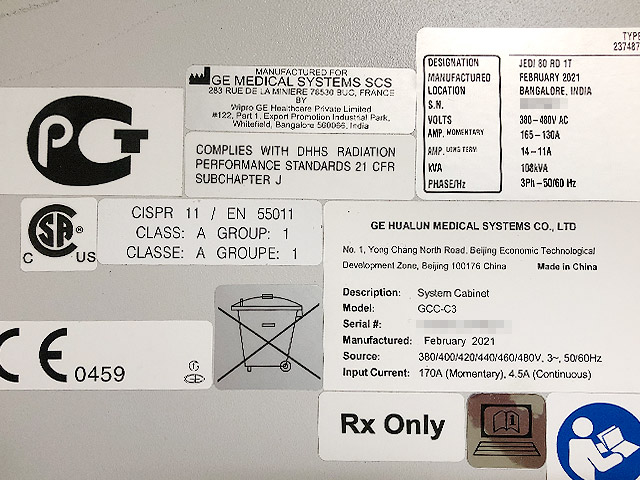 MANUFACTURED FOR
GE MEDICAL SYSTEMS SCS
283 RUE DE LA MINIERE 78530 BUC, FRANCE
BY
Wipro GE Healthcare Private Limited
#122, Part 1, Export Promotion Industrial Park,
Whitefield, Bangalore 560066, India
TYPE
237487
DESIGNATION JEDI 80 RD 1T
MANUFACTURED FEBRUARY 2021
LOCATION BANGALORE, INDIA
S.N.
VOLTS 380-480V AC
AMP. MOMENTARY 165-130A
AMP. LONG TERM 14-11A
KVA 108kVA
PHASE/Hz 3Ph-50/60 Hz
PCT
COMPLIES WITH DHHS RADIATION
PERFORMANCE STANDARDS 21 CFR
SUBCHAPTER J
CSA®
C US
CISPR 11 / EN 55011
CLASS: A GROUP: 1
CLASSE: A GROUPE: 1
GE HUALUN MEDICAL SYSTEMS CO., LTD
No. 1, Yong Chang North Road, Beijing Economic Technological
Development Zone, Beijing 100176 China Made in China
Description: System Cabinet
Model: GCC-C3
Serial #:
Manufactured: February 2021
Source: 380/400/420/440/460/480V, 3~, 50/60Hz
Input Current: 170A (Momentary), 4.5A (Continuous)
CE 0459
Rx Only